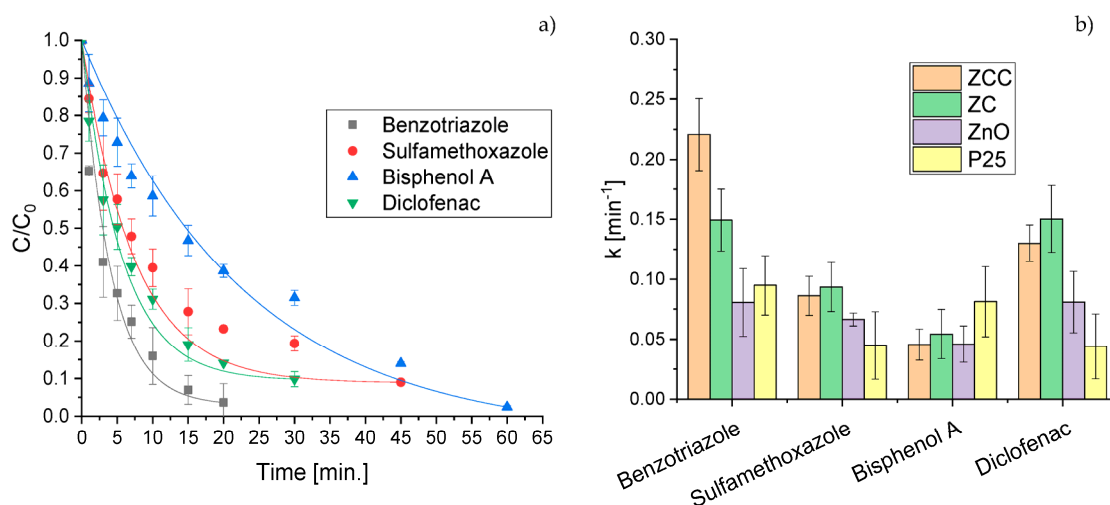 a)
1.0
0.9
0.8
0.7
0.6
0.5
0.4
0.3
0.2
0.1
0.0
C/C0
0 5 10 15 20 25 30 35 40 45 50 55 60 65
Time [min.]
Benzotriazole
Sulfamethoxazole
Bisphenol A
Diclofenac
b)
0.30
0.25
0.20
0.15
0.10
0.05
0.00
k [min-1]
ZCC
ZC
ZnO
P25
Benzotriazole
Sulfamethoxazole
Bisphenol A
Diclofenac